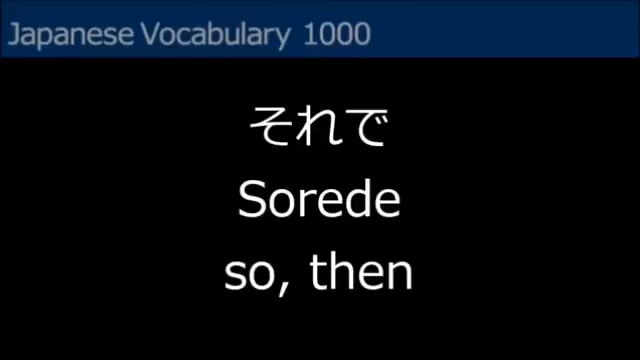 Japanese Vocabulary 1000
それで
Sorede
so, then